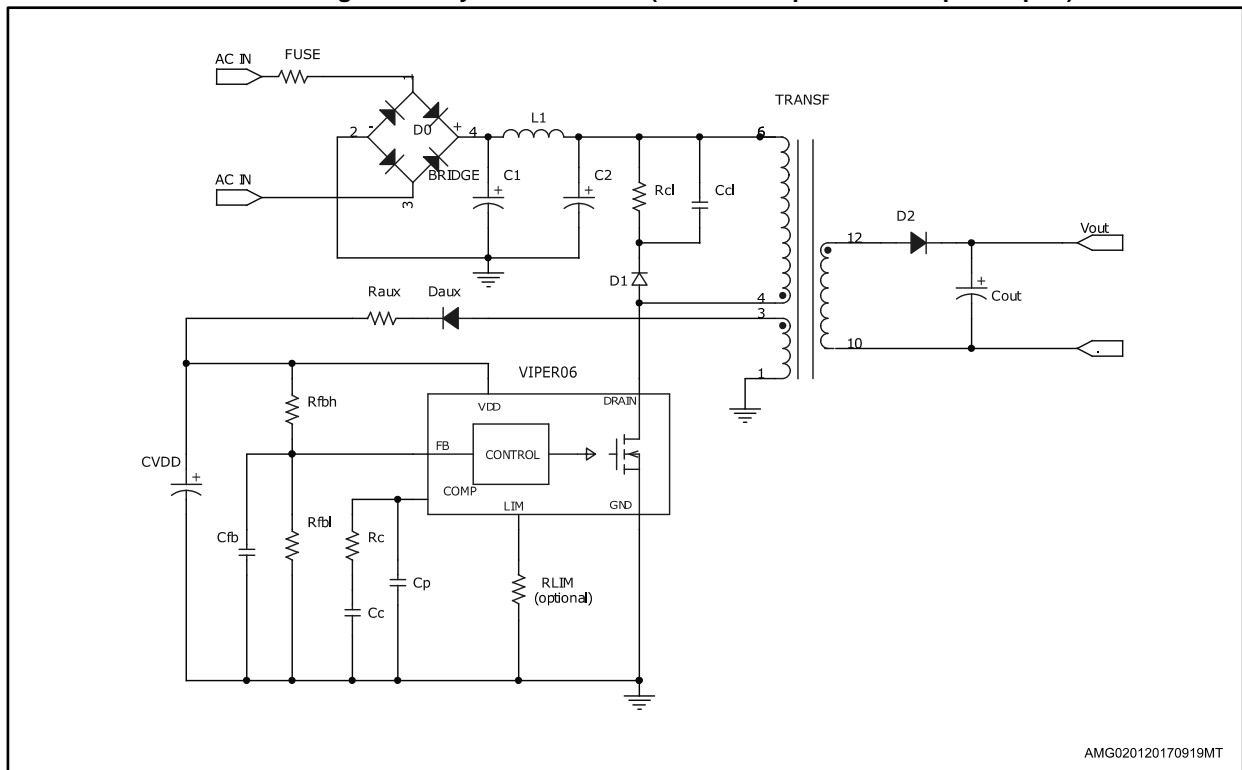 AC IN
FUSE
1
TRANSF
2
-
D0
+
4
L1
6
AC IN
BRIDGE
3
C1
+
C2
+
Rcl
Ccl
D2
12
Vout
D1
+
Cout
Raux
Daux
4
3
10
.
1
VIPER06
VDD
DRAIN
Rfbh
FB
CONTROL
CVDD
+
COMP
LIM
GND
Cfb
Rfbl
Rc
Cp
RLIM
(optional)
Cc
AMG020120170919MT